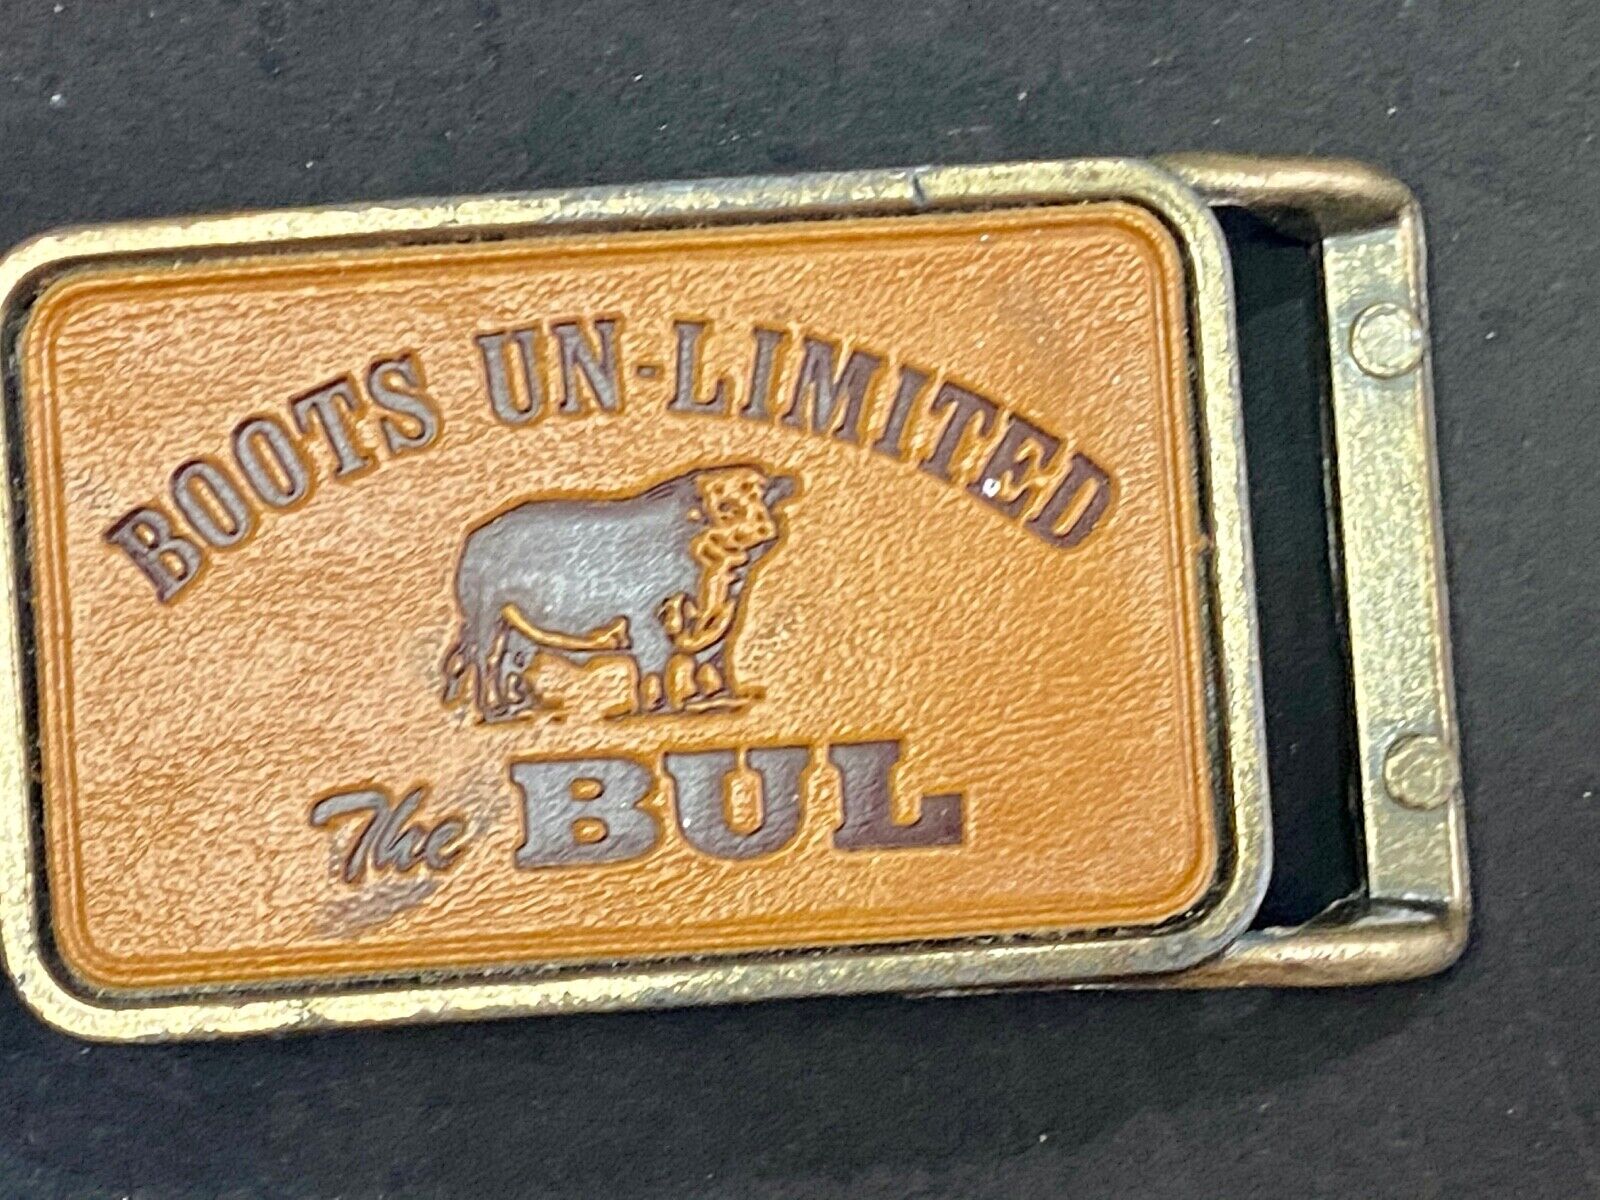 BOOTS UN-LIMITED
The BUL